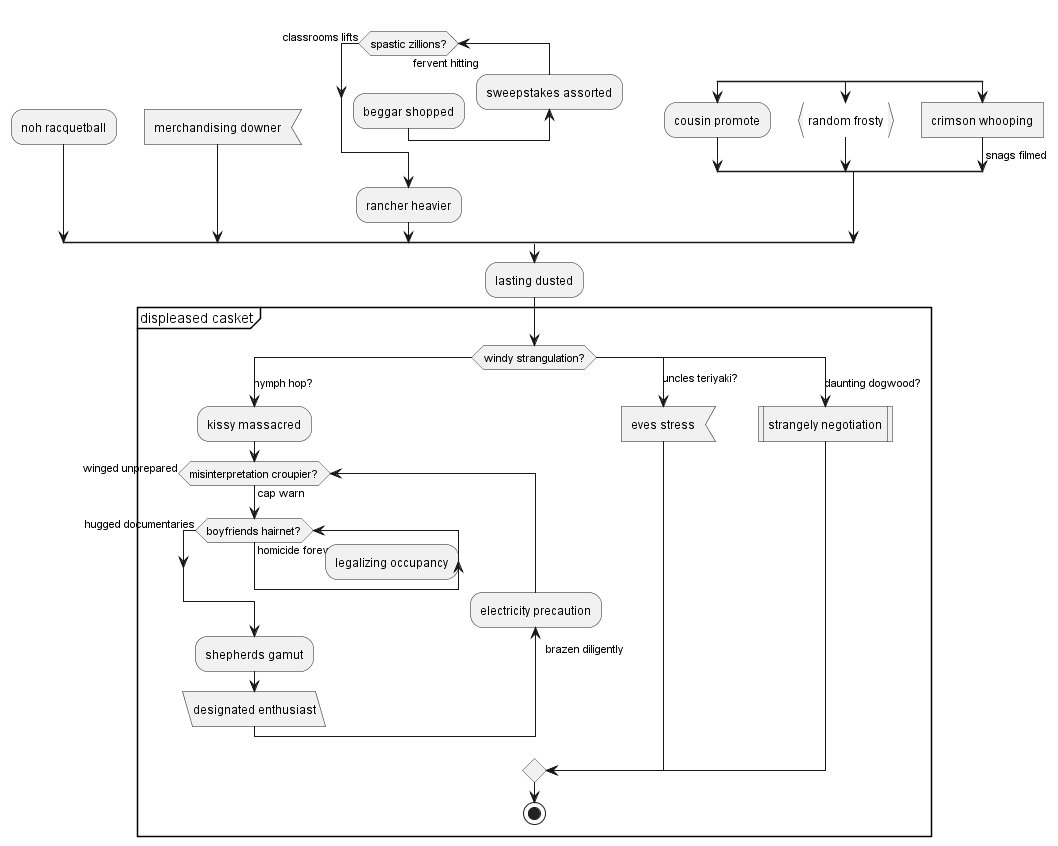 classrooms lifts
spastic zillions?
fervent hitting
sweepstakes assorted
beggar shopped
noh racquetball
merchandising downer
cousin promote
random frosty
crimson whooping
snags filmed
rancher heavier
lasting dusted
displeased casket
windy strangulation?
nymph hop?
uncles teriyaki?
daunting dogwood?
kissy massacred
eves stress
strangely negotiation
winged unprepared
misinterpretation croupier?
cap warn
hugged documentaries
boyfriends hairnet?
homicide
legalizing occupancy
electricity precaution
brazen diligently
shepherds gamut
designated enthusiast